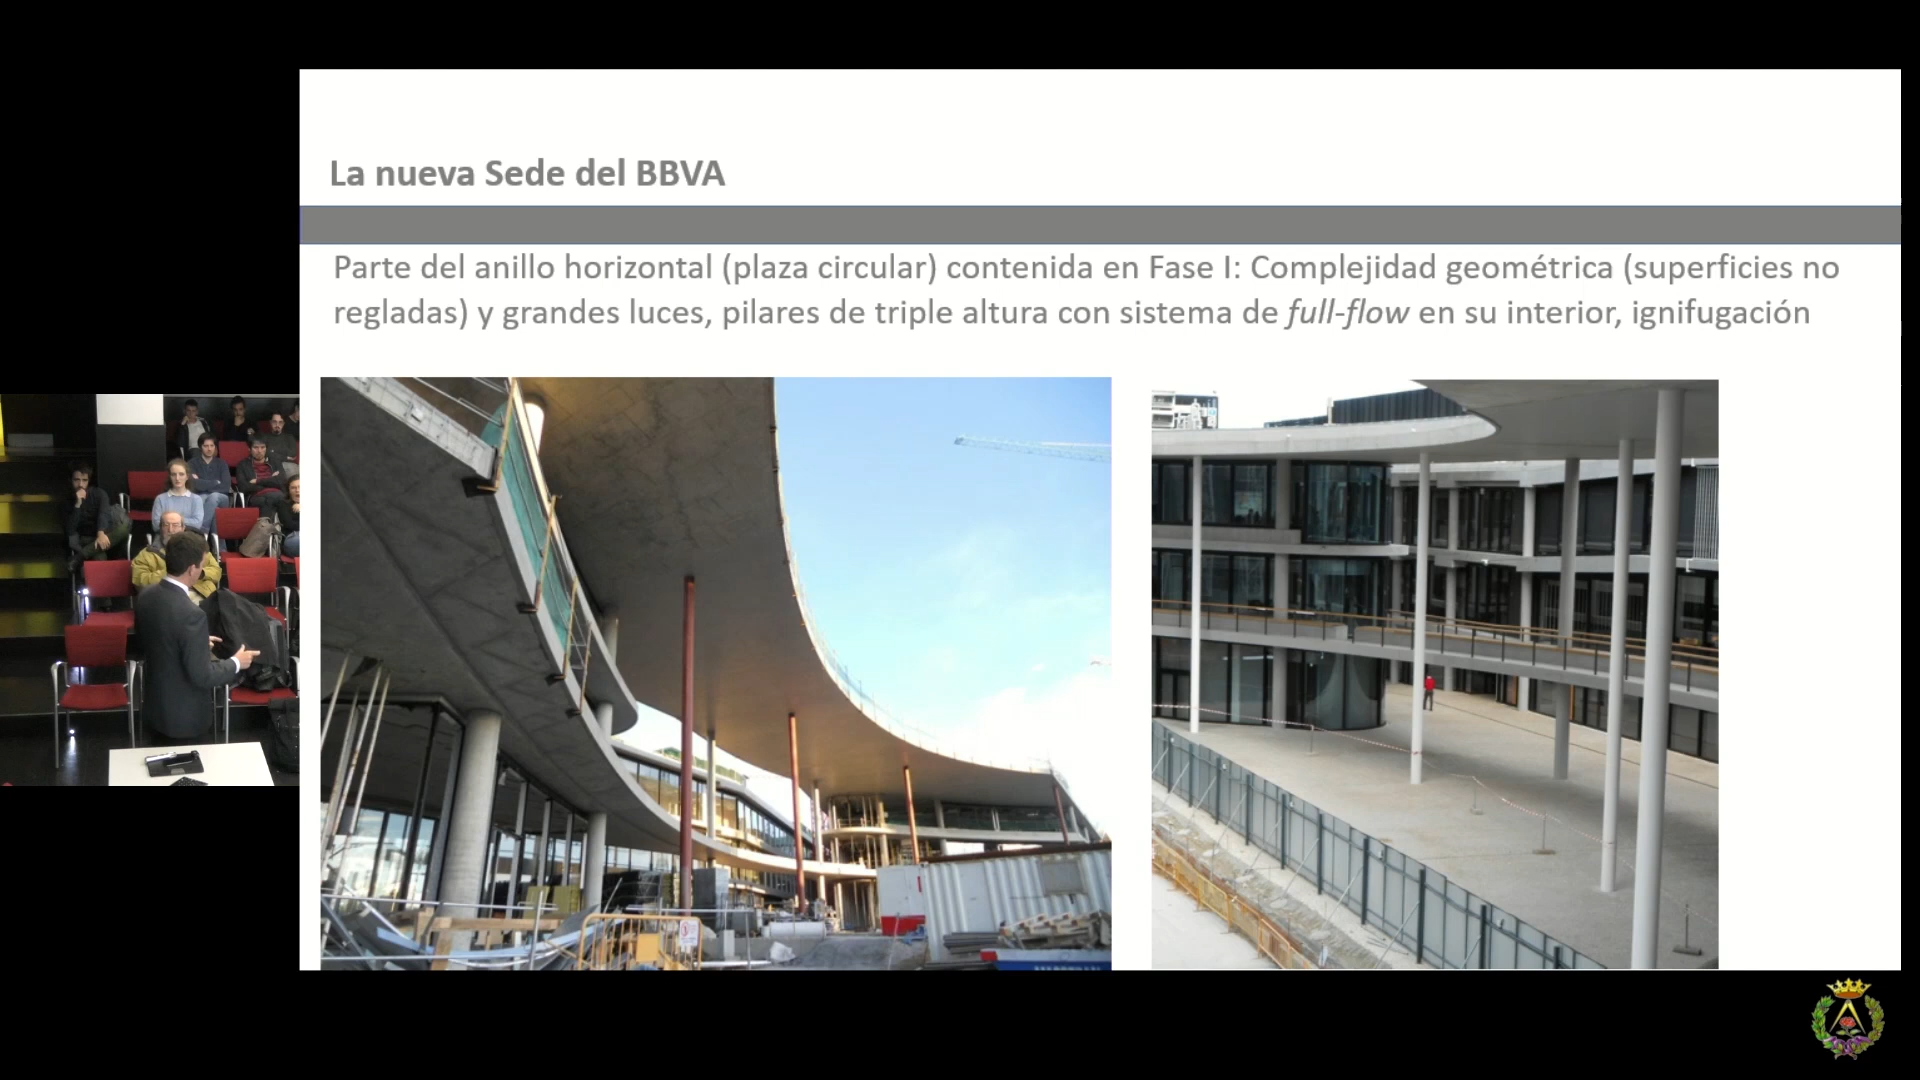 La nueva Sede del BBVA
Parte del anillo horizontal (plaza circular) contenida en Fase I: Complejidad geométrica (superficies no
regladas) y grandes luces, pilares de triple altura con sistema de full-flow en su interior, ignifugación